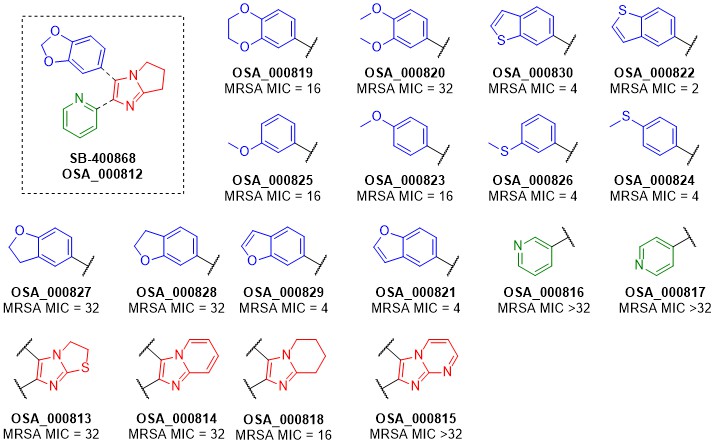 SB-400868
OSA_000812
OSA_000819
MRSA MIC = 16
OSA_000820
MRSA MIC = 32
OSA_000830
MRSA MIC = 4
OSA_000822
MRSA MIC = 2
OSA_000825
MRSA MIC = 16
OSA_000823
MRSA MIC = 16
OSA_000826
MRSA MIC = 4
OSA_000824
MRSA MIC = 4
OSA_000827
MRSA MIC = 32
OSA_000828
MRSA MIC = 32
OSA_000829
MRSA MIC = 4
OSA_000821
MRSA MIC = 4
OSA_000816
MRSA MIC >32
OSA_000817
MRSA MIC >32
OSA_000813
MRSA MIC = 32
OSA_000814
MRSA MIC = 32
OSA_000818
MRSA MIC = 16
OSA_000815
MRSA MIC >32